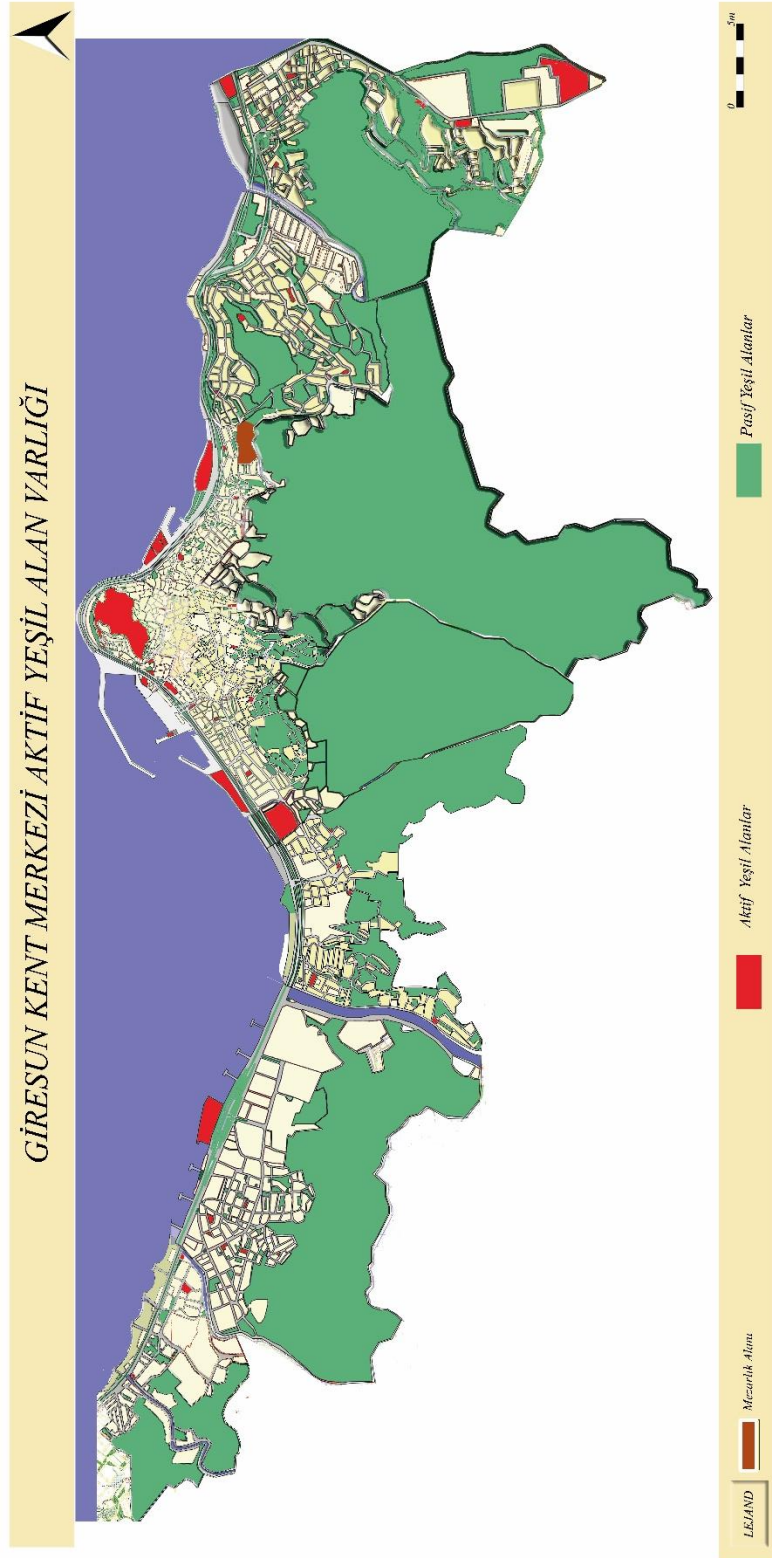 GİRESUN KENT MERKEZİ AKTİF YEŞİL ALAN VARLIĞI
LEJAND
Mezarlık Alanı
Aktif Yeşil Alanlar
Pasif Yeşil Alanlar
0 5m